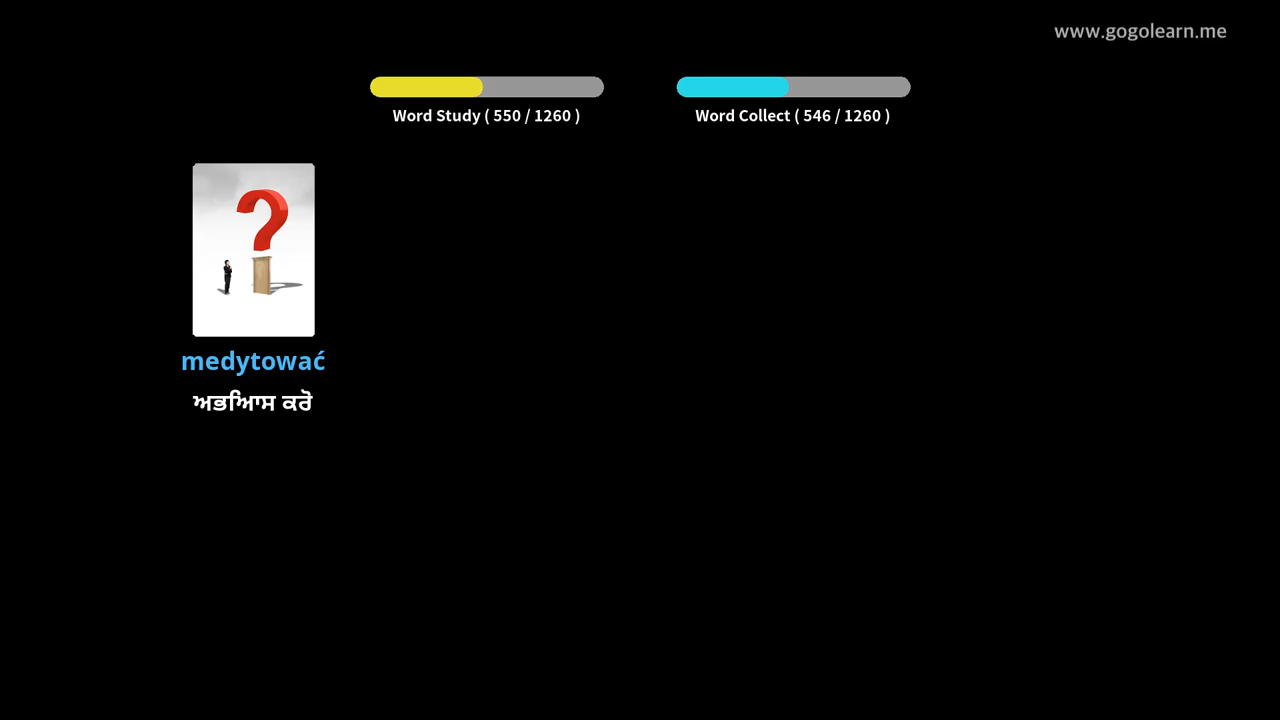 www.gogolearn.me
Word Study ( 550 / 1260 )
Word Collect ( 546 / 1260 )
medytować
ਅਭਿਆਸ ਕਰੋ